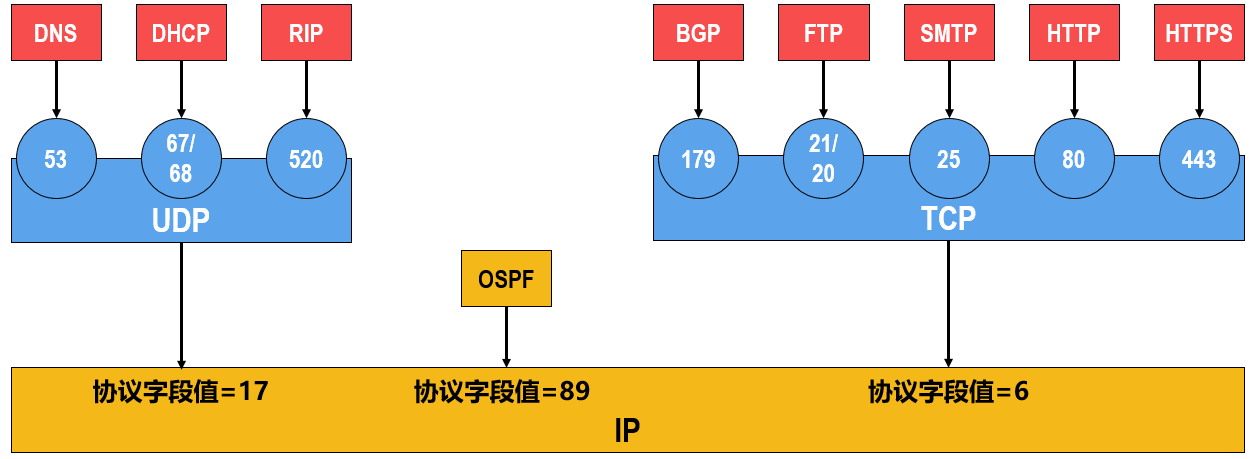 DNS
DHCP
RIP
BGP
FTP
SMTP
HTTP
HTTPS
53
67/
68
520
179
21/
20
25
80
443
UDP
TCP
OSPF
协议字段值=17
协议字段值=89
协议字段值=6
IP